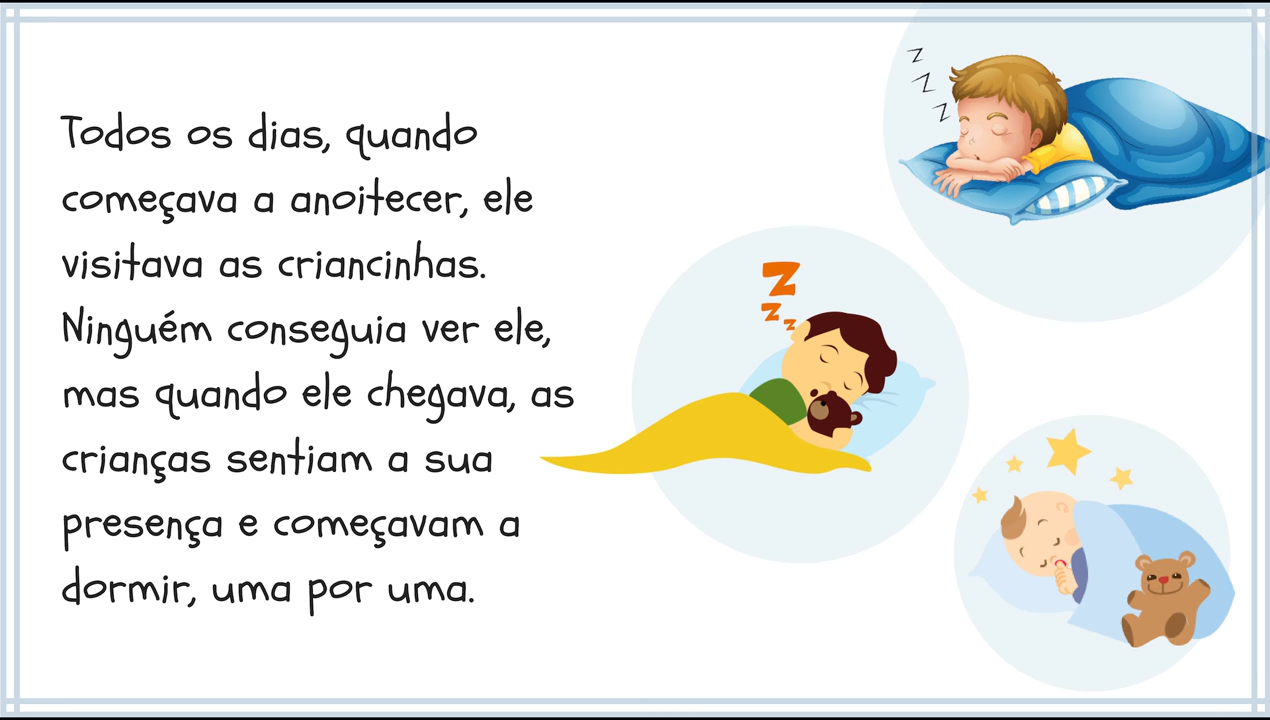 Todos os dias, quando
começava a anoitecer, ele
visitava as criancinhas.
Ninguém conseguia ver ele,
mas quando ele chegava, as
crianças sentiam a sua
presença e começavam a
dormir, uma por uma.
z
z
z
z
z
z